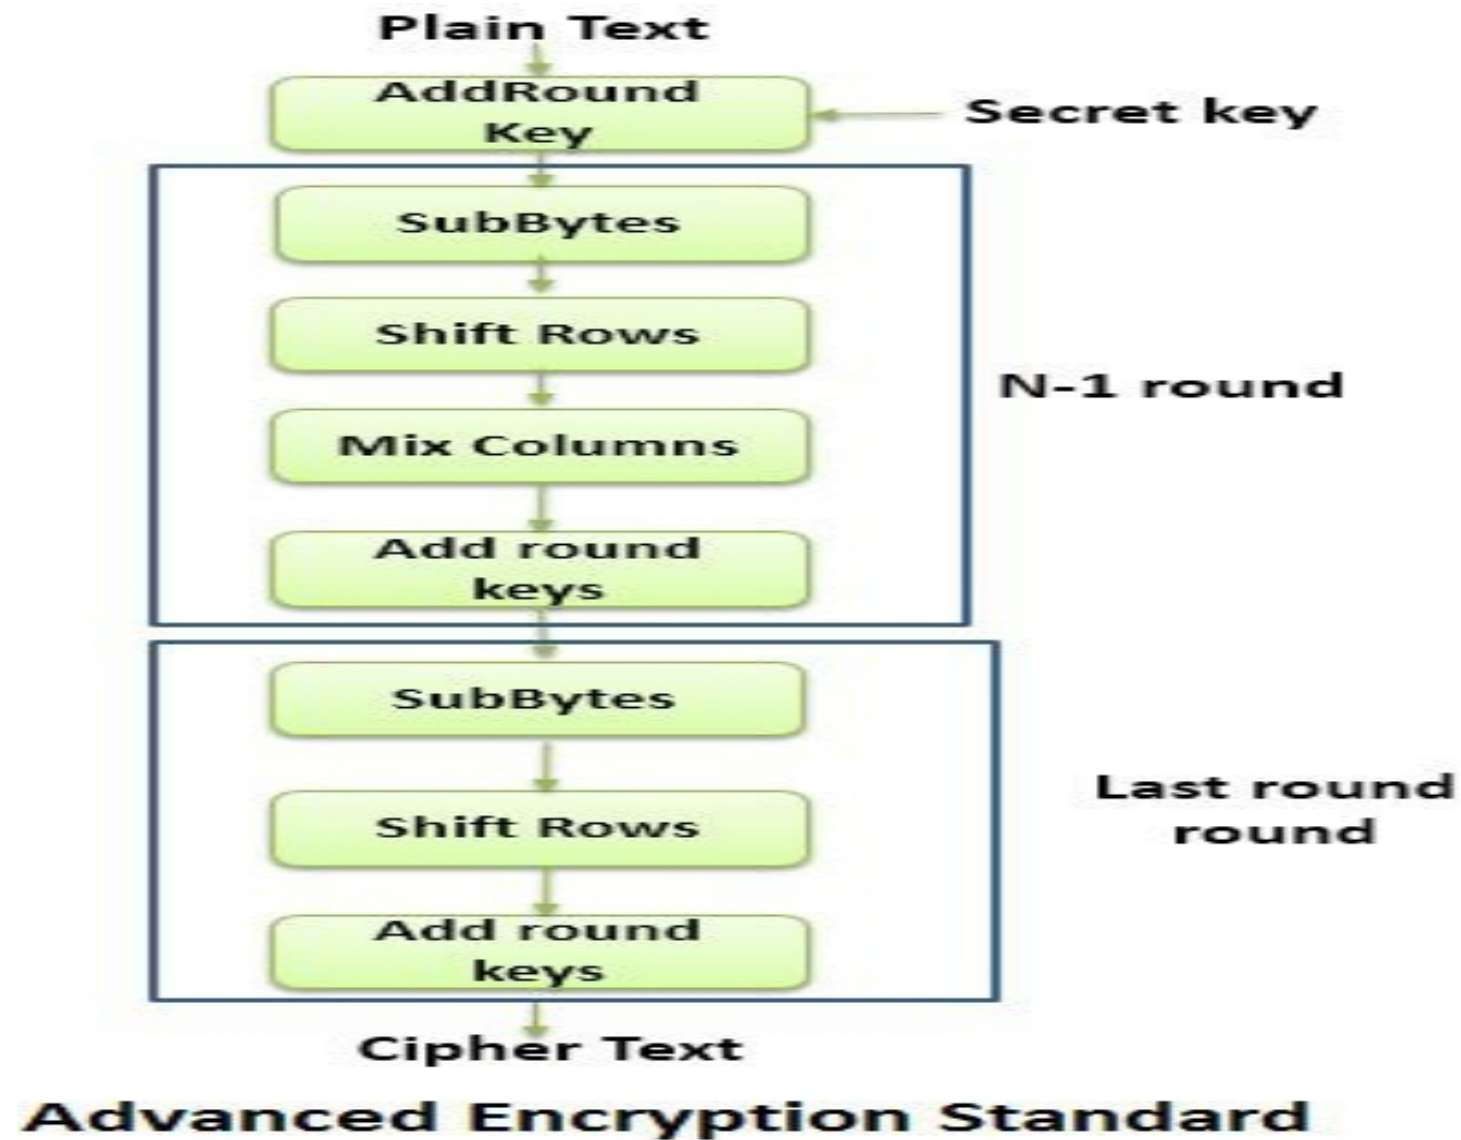 Plain Text
AddRound
Key
Secret key
SubBytes
Shift Rows
N-1 round
Mix Columns
Add round
keys
SubBytes
Last round
round
Shift Rows
Add round
keys
Cipher Text
Advanced Encryption Standard